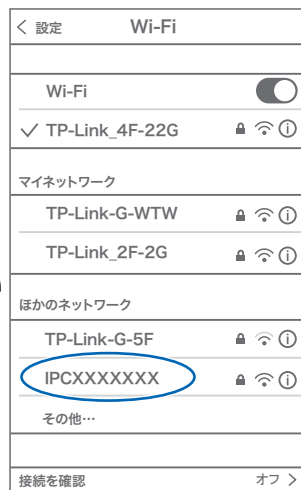 設定 Wi-Fi
Wi-Fi
TP-Link_4F-22G
マイネットワーク
TP-Link-G-WTW
TP-Link_2F-2G
ほかのネットワーク
TP-Link-G-5F
IPCXXXXXXX
その他…
接続を確認 オフ